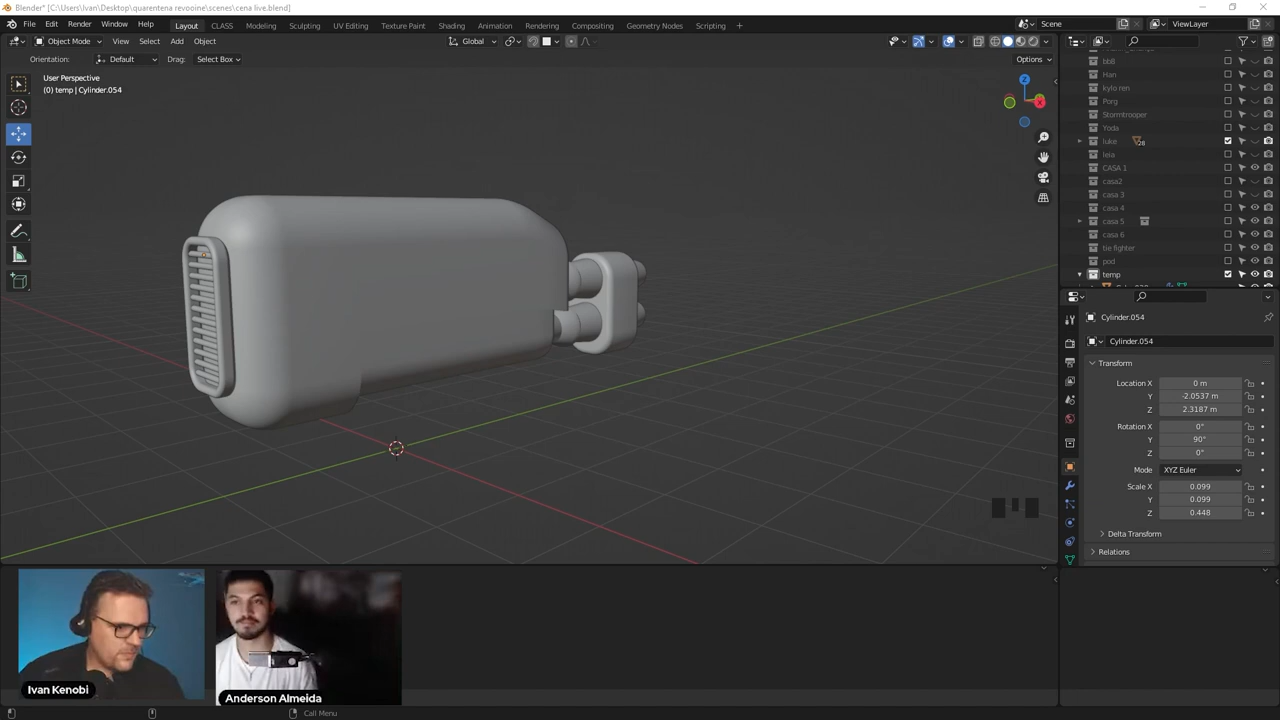 Blender* [C:\Users\Ivan\Desktop\quarentena revooine\scenes\cena live.blend]
File Edit Render Window Help Layout CLASS Modeling Sculpting UV Editing Texture Paint Shading Animation Rendering Compositing Geometry Nodes Scripting + Scene ViewLayer
Object Mode View Select Add Object Global
Orientation: Default Drag: Select Box Options
User Perspective
(0) temp | Cylinder.054
Z
X
bb8
Han
kylo ren
Porg
Stormtrooper
Yoda
luke 28
leia
CASA 1
casa2
casa 3
casa 4
casa 5
casa 6
tie fighter
pod
temp
Cylinder.054
Cylinder.054
Transform
Location X 0 m
Y -2.0537 m
Z 2.3187 m
Rotation X 0°
Y 90°
Z 0°
Mode XYZ Euler
Scale X 0.099
Y 0.099
Z 0.448
Delta Transform
Relations
Ivan Kenobi
Anderson Almeida
Call Menu